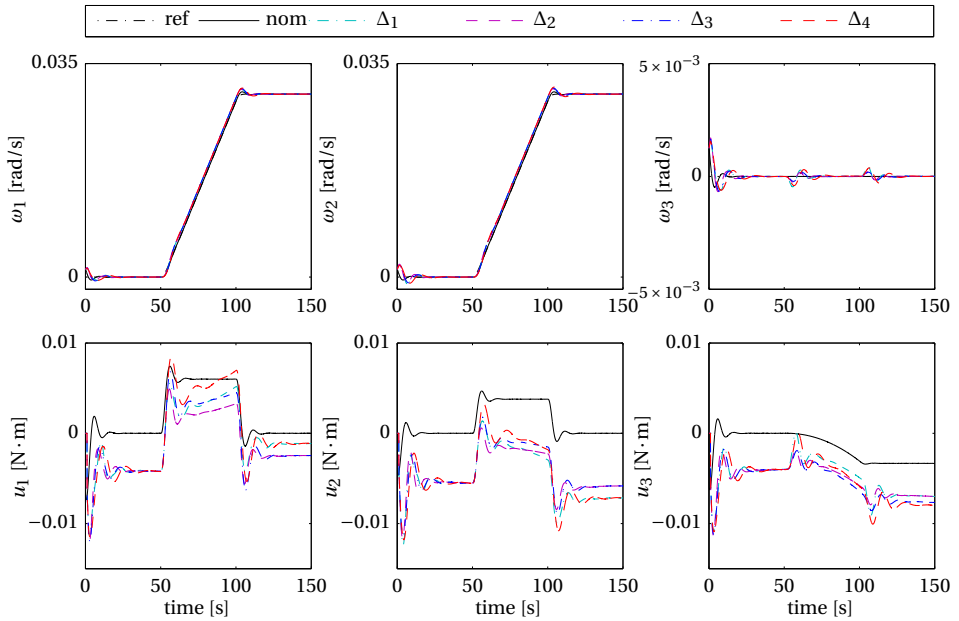 ref nom Δ1 Δ2 Δ3 Δ4
0.035 0.035 5 × 10−3
ω1 [rad/s] ω2 [rad/s] ω3 [rad/s]
0 0 0
−5 × 10−3
0 50 100 150 0 50 100 150 0 50 100 150
0.01 0.01 0.01
u1 [N · m] u2 [N · m] u3 [N · m]
0 0 0
−0.01 −0.01 −0.01
0 50 100 150 0 50 100 150 0 50 100 150
time [s] time [s] time [s]